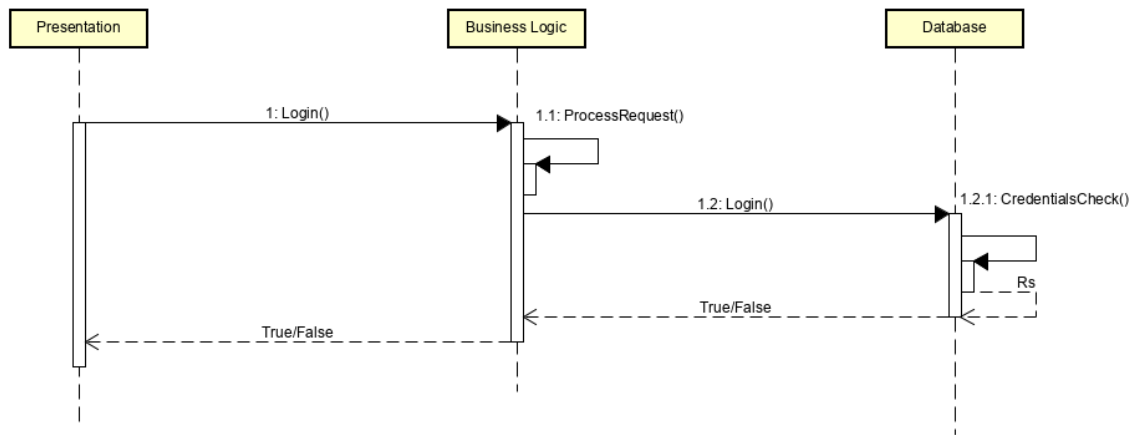 Presentation
Business Logic
Database
1: Login()
1.1: ProcessRequest()
1.2: Login()
1.2.1: CredentialsCheck()
Rs
True/False
True/False